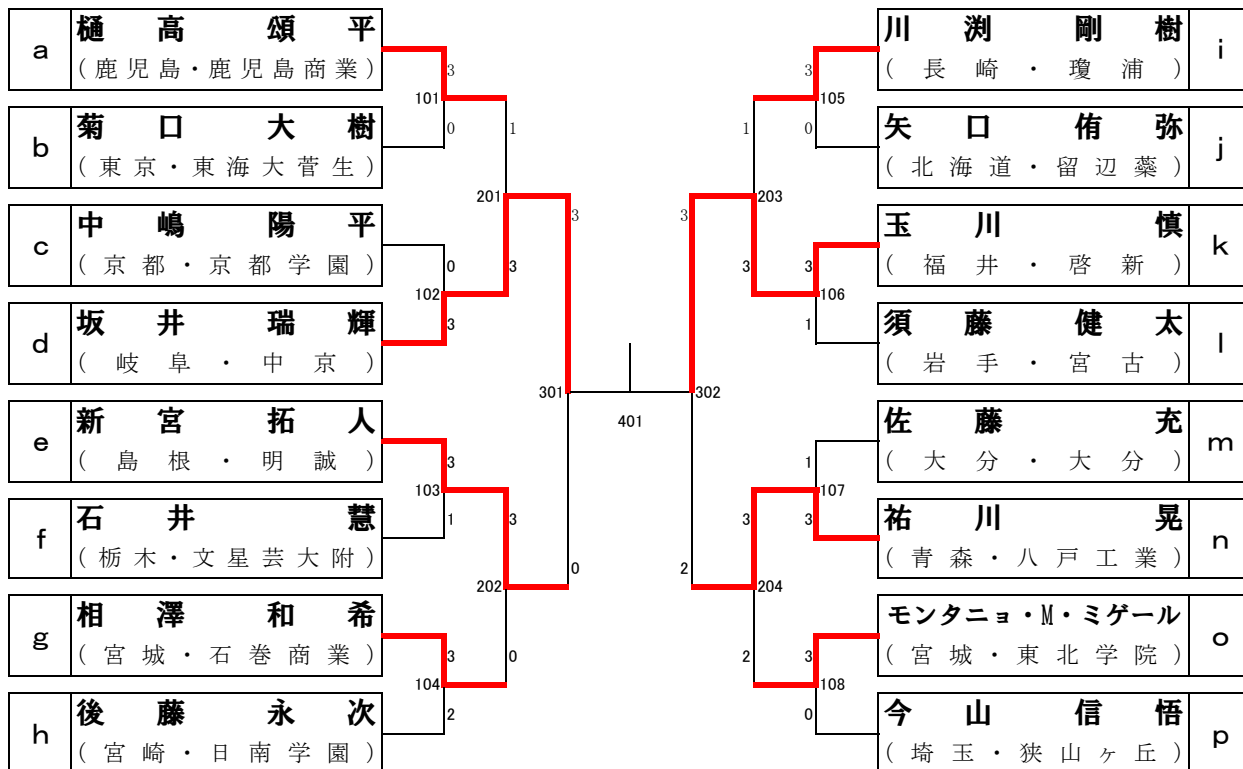 a
樋高頌平
(鹿児島・鹿児島商業)
b
菊口大樹
(東京・東海大菅生)
c
中嶋陽平
(京都・京都学園)
d
坂井瑞輝
(岐阜・中京)
e
新宮拓人
(島根・明誠)
f
石井慧
(栃木・文星芸大附)
g
相澤和希
(宮城・石巻商業)
h
後藤永次
(宮崎・日南学園)
3
101
0
1
201
0
102
3
3
3
301
3
103
1
3
202
0
3
104
2
0
401
3
105
0
1
203
3
3
106
1
3
302
1
107
3
3
2
204
2
3
108
0
川渕剛樹
(長崎・瓊浦)
i
矢口侑弥
(北海道・留辺蘂)
j
玉川慎
(福井・啓新)
k
須藤健太
(岩手・宮古)
l
佐藤充
(大分・大分)
m
祐川晃
(青森・八戸工業)
n
モンタニョ・M・ミゲール
(宮城・東北学院)
o
今山信悟
(埼玉・狭山ヶ丘)
p